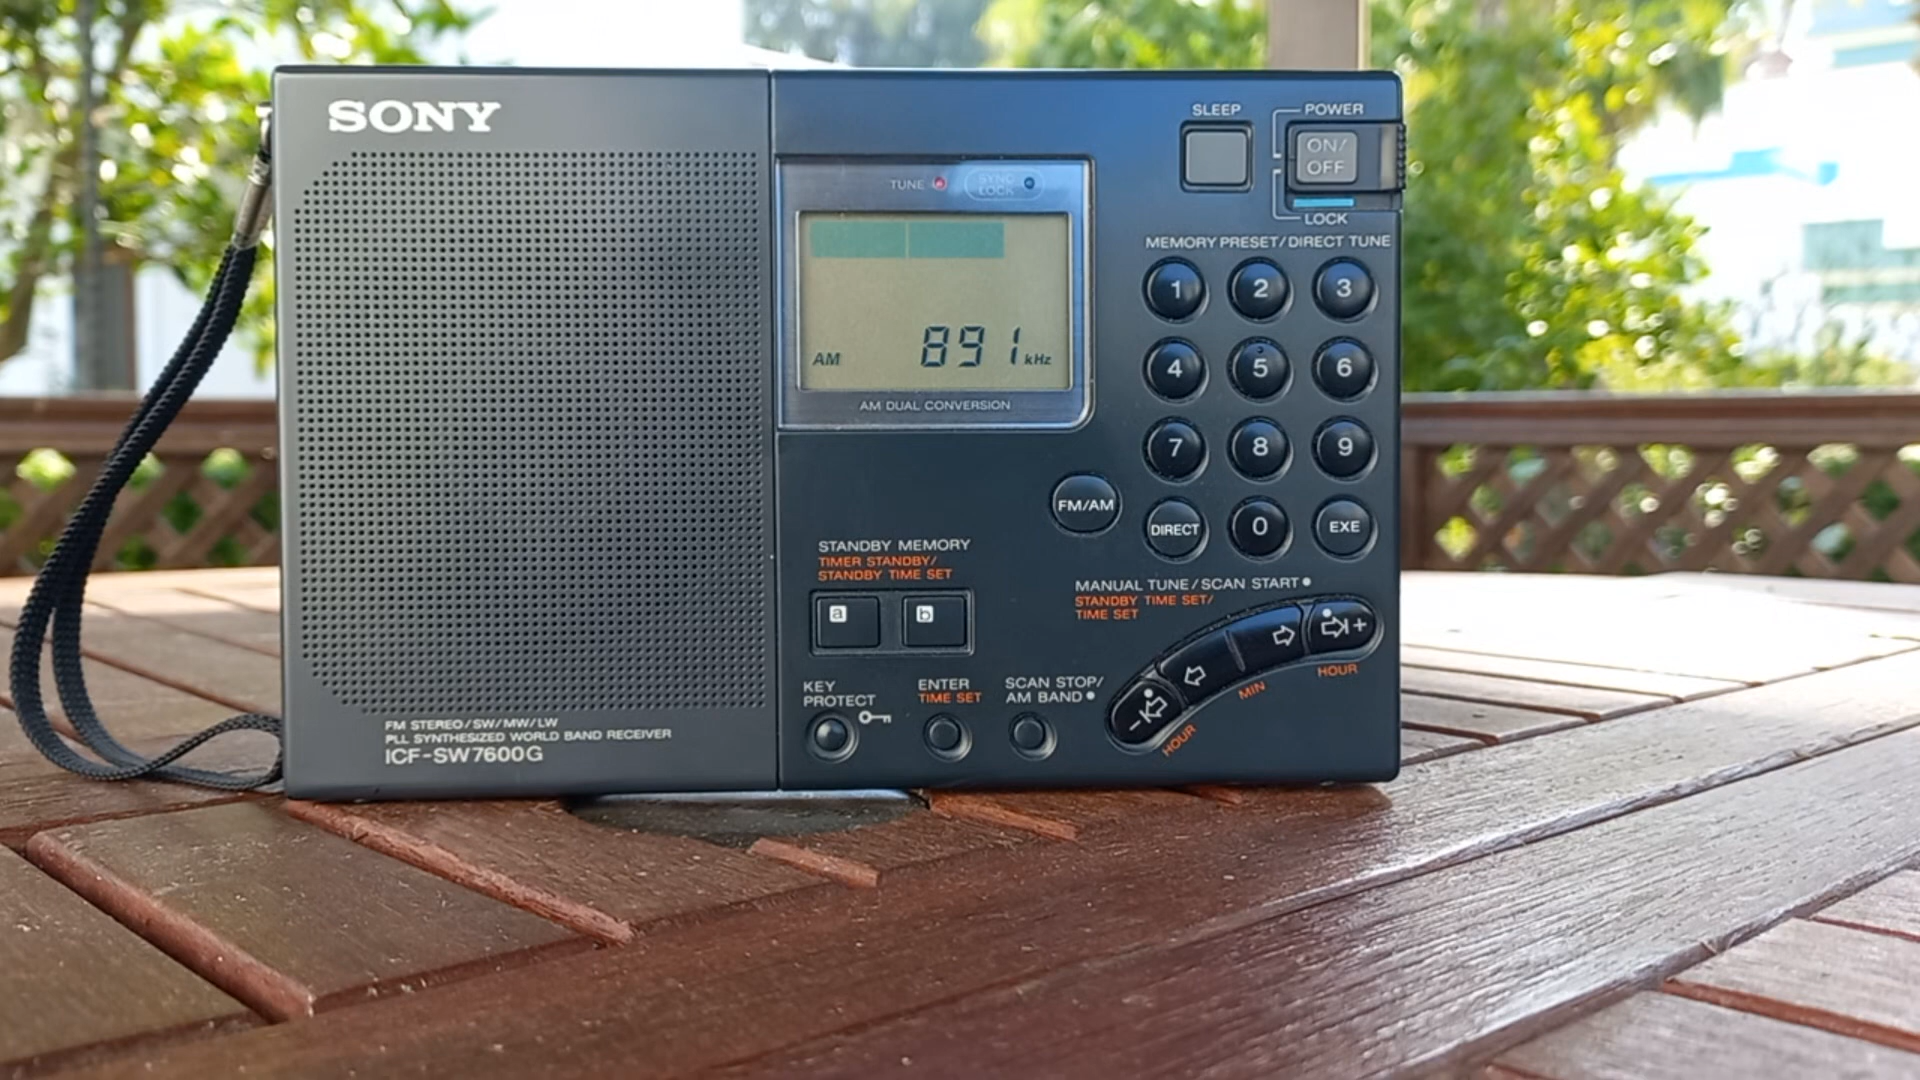 SONY
SLEEP
POWER
ON/
OFF
LOCK
TUNE
SYNC
LOCK
891 kHz
AM
AM DUAL CONVERSION
MEMORY PRESET/DIRECT TUNE
1 2 3
4 5 6
7 8 9
FM/AM
DIRECT 0 EXE
STANDBY MEMORY
TIMER STANDBY/
STANDBY TIME SET
a b
MANUAL TUNE/SCAN START
STANDBY TIME SET/
TIME SET
+
HOUR
MIN
-
HOUR
KEY
PROTECT
ENTER
TIME SET
SCAN STOP/
AM BAND
FM STEREO/SW/MW/LW
PLL SYNTHESIZED WORLD BAND RECEIVER
ICF-SW7600G